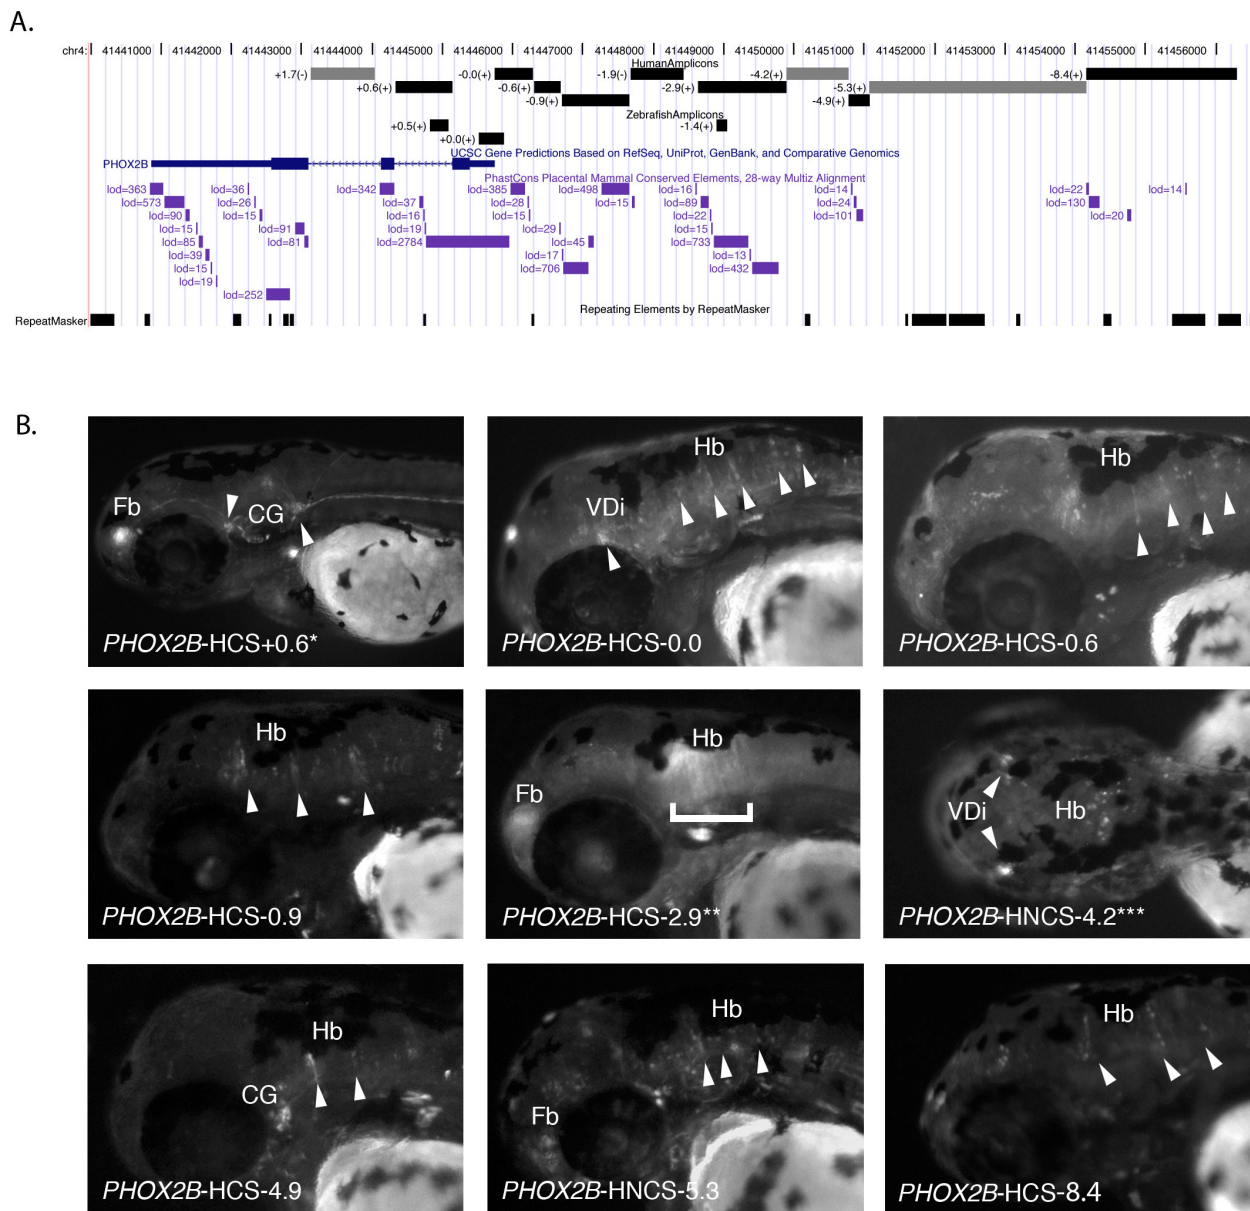 A.
chr4: 41441000 41442000 41443000 41444000 41445000 41446000 41447000 41448000 41449000 41450000 41451000 41452000 41453000 41454000 41455000 41456000
HumanAmplicons
+1.7(-) -0.0(+) -1.9(-) -4.2(+) -8.4(+)
+0.6(+) -0.6(+) -2.9(+) -5.3(+)
-0.9(+) -4.9(+)
ZebrafishAmplicons
+0.5(+) -1.4(+)
+0.0(+)
UCSC Gene Predictions Based on RefSeq, UniProt, GenBank, and Comparative Genomics
PHOX2B
PhastCons Placental Mammal Conserved Elements, 28-way Multiz Alignment
lod=363 lod=36 lod=342 lod=385 lod=498 lod=16 lod=14 lod=22 lod=14
lod=573 lod=26 lod=37 lod=28 lod=15 lod=89 lod=24 lod=130
lod=90 lod=15 lod=16 lod=15 lod=22 lod=101 lod=20
lod=15 lod=91 lod=19 lod=29 lod=15
lod=85 lod=81 lod=2784 lod=45 lod=733
lod=39 lod=17 lod=13
lod=15 lod=706 lod=432
lod=19
lod=252
Repeating Elements by RepeatMasker
RepeatMasker
B.
Fb CG
PHOX2B-HCS+0.6*
Hb
VDi
PHOX2B-HCS-0.0
Hb
PHOX2B-HCS-0.6
Hb
PHOX2B-HCS-0.9
Hb
Fb
PHOX2B-HCS-2.9**
VDi Hb
PHOX2B-HNCS-4.2***
Hb
CG
PHOX2B-HCS-4.9
Hb
Fb
PHOX2B-HNCS-5.3
Hb
PHOX2B-HCS-8.4